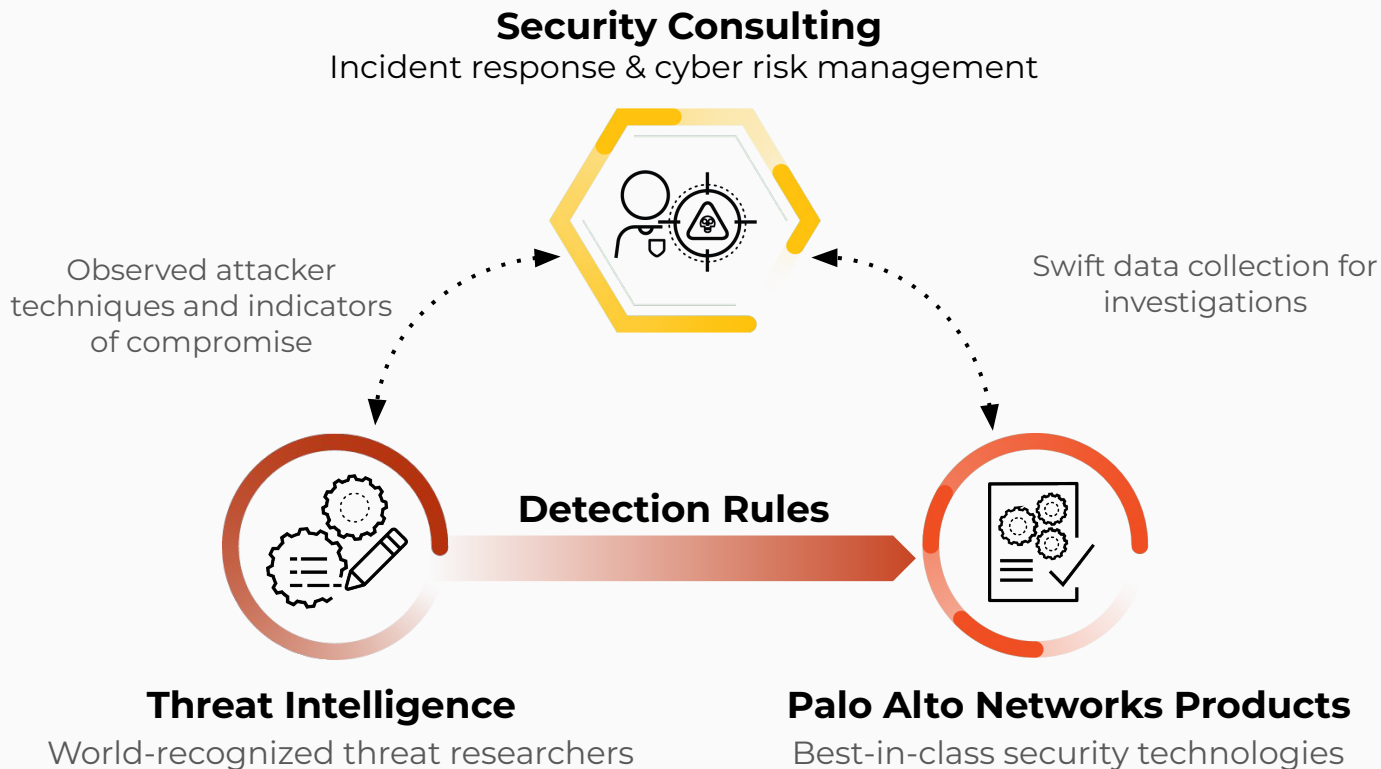 Security Consulting
Incident response & cyber risk management
Observed attacker
techniques and indicators
of compromise
Swift data collection for
investigations
Detection Rules
Threat Intelligence
World-recognized threat researchers
Palo Alto Networks Products
Best-in-class security technologies